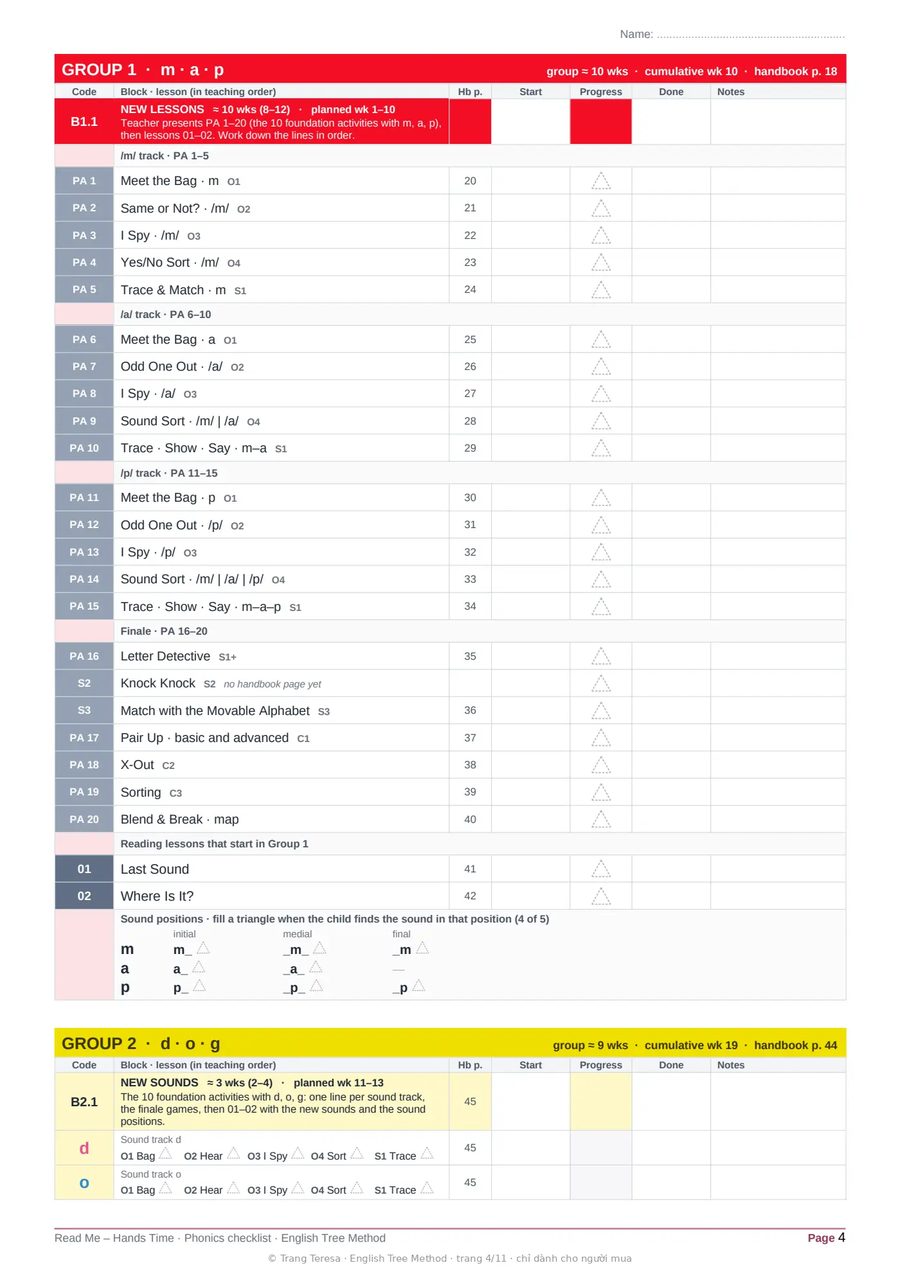 Name: ............................................................
GROUP 1 · m · a · p group ≈ 10 wks · cumulative wk 10 · handbook p. 18
Code Block · lesson (in teaching order) Hb p. Start Progress Done Notes
B1.1 NEW LESSONS ≈ 10 wks (8–12) · planned wk 1–10
Teacher presents PA 1–20 (the 10 foundation activities with m, a, p),
then lessons 01–02. Work down the lines in order.
/m/ track · PA 1–5
PA 1 Meet the Bag · m O1 20
PA 2 Same or Not? · /m/ O2 21
PA 3 I Spy · /m/ O3 22
PA 4 Yes/No Sort · /m/ O4 23
PA 5 Trace & Match · m S1 24
/a/ track · PA 6–10
PA 6 Meet the Bag · a O1 25
PA 7 Odd One Out · /a/ O2 26
PA 8 I Spy · /a/ O3 27
PA 9 Sound Sort · /m/ | /a/ O4 28
PA 10 Trace · Show · Say · m–a S1 29
/p/ track · PA 11–15
PA 11 Meet the Bag · p O1 30
PA 12 Odd One Out · /p/ O2 31
PA 13 I Spy · /p/ O3 32
PA 14 Sound Sort · /m/ | /a/ | /p/ O4 33
PA 15 Trace · Show · Say · m–a–p S1 34
Finale · PA 16–20
PA 16 Letter Detective S1+ 35
S2 Knock Knock S2 no handbook page yet
S3 Match with the Movable Alphabet S3 36
PA 17 Pair Up · basic and advanced C1 37
PA 18 X-Out C2 38
PA 19 Sorting C3 39
PA 20 Blend & Break · map 40
Reading lessons that start in Group 1
01 Last Sound 41
02 Where Is It? 42
Sound positions · fill a triangle when the child finds the sound in that position (4 of 5)
initial medial final
m m_ _m_ _m
a a_ _a_ —
p p_ _p_ _p
GROUP 2 · d · o · g group ≈ 9 wks · cumulative wk 19 · handbook p. 44
Code Block · lesson (in teaching order) Hb p. Start Progress Done Notes
B2.1 NEW SOUNDS ≈ 3 wks (2–4) · planned wk 11–13 45
The 10 foundation activities with d, o, g: one line per sound track,
the finale games, then 01–02 with the new sounds and the sound
positions.
Sound track d
d O1 Bag O2 Hear O3 I Spy O4 Sort S1 Trace 45
Sound track o
o O1 Bag O2 Hear O3 I Spy O4 Sort S1 Trace 45
Read Me – Hands Time · Phonics checklist · English Tree Method Page 4
© Trang Teresa · English Tree Method · trang 4/11 · chỉ dành cho người mua